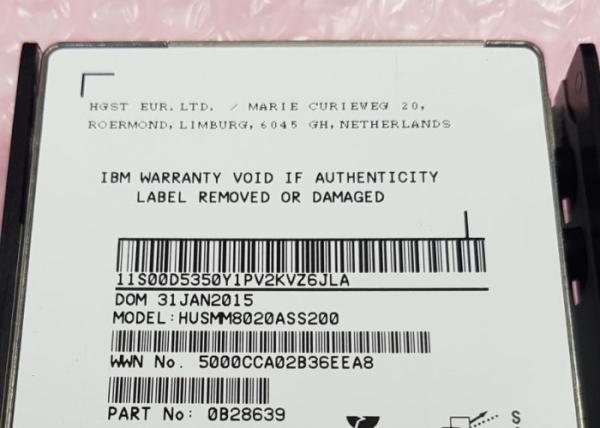 HGST EUR.LTD. / MARIE CURIEWEG 20,
ROERMOND, LIMBURG, 6045 GH, NETHERLANDS
IBM WARRANTY VOID IF AUTHENTICITY
LABEL REMOVED OR DAMAGED
11S00D5350Y1PV2KVZ6JLA
DOM 31JAN2015
MODEL:HUSMM8020ASS200
WWN No. 5000CCA02B36EEA8
PART No: 0B28639
S